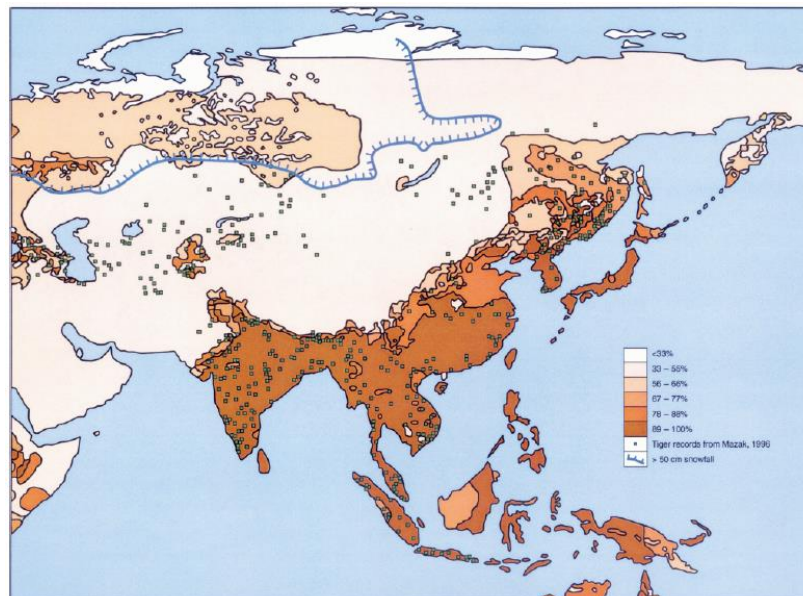 <33%
33 – 55%
56 – 66%
67 – 77%
78 – 88%
89 – 100%
Tiger records from Mazak, 1996
> 50 cm snowfall